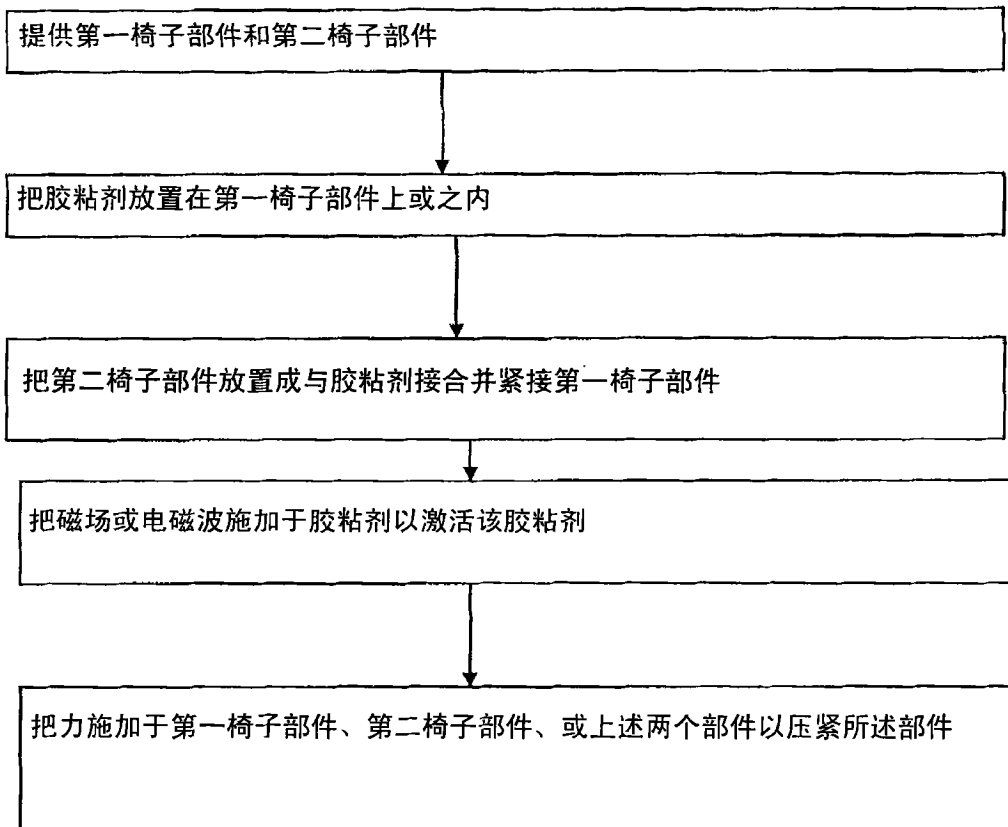 提供第一椅子部件和第二椅子部件
把胶粘剂放置在第一椅子部件上或之内
把第二椅子部件放置成与胶粘剂接合并紧接第一椅子部件
把磁场或电磁波施加于胶粘剂以激活该胶粘剂
把力施加于第一椅子部件、第二椅子部件、或上述两个部件以压紧所述部件